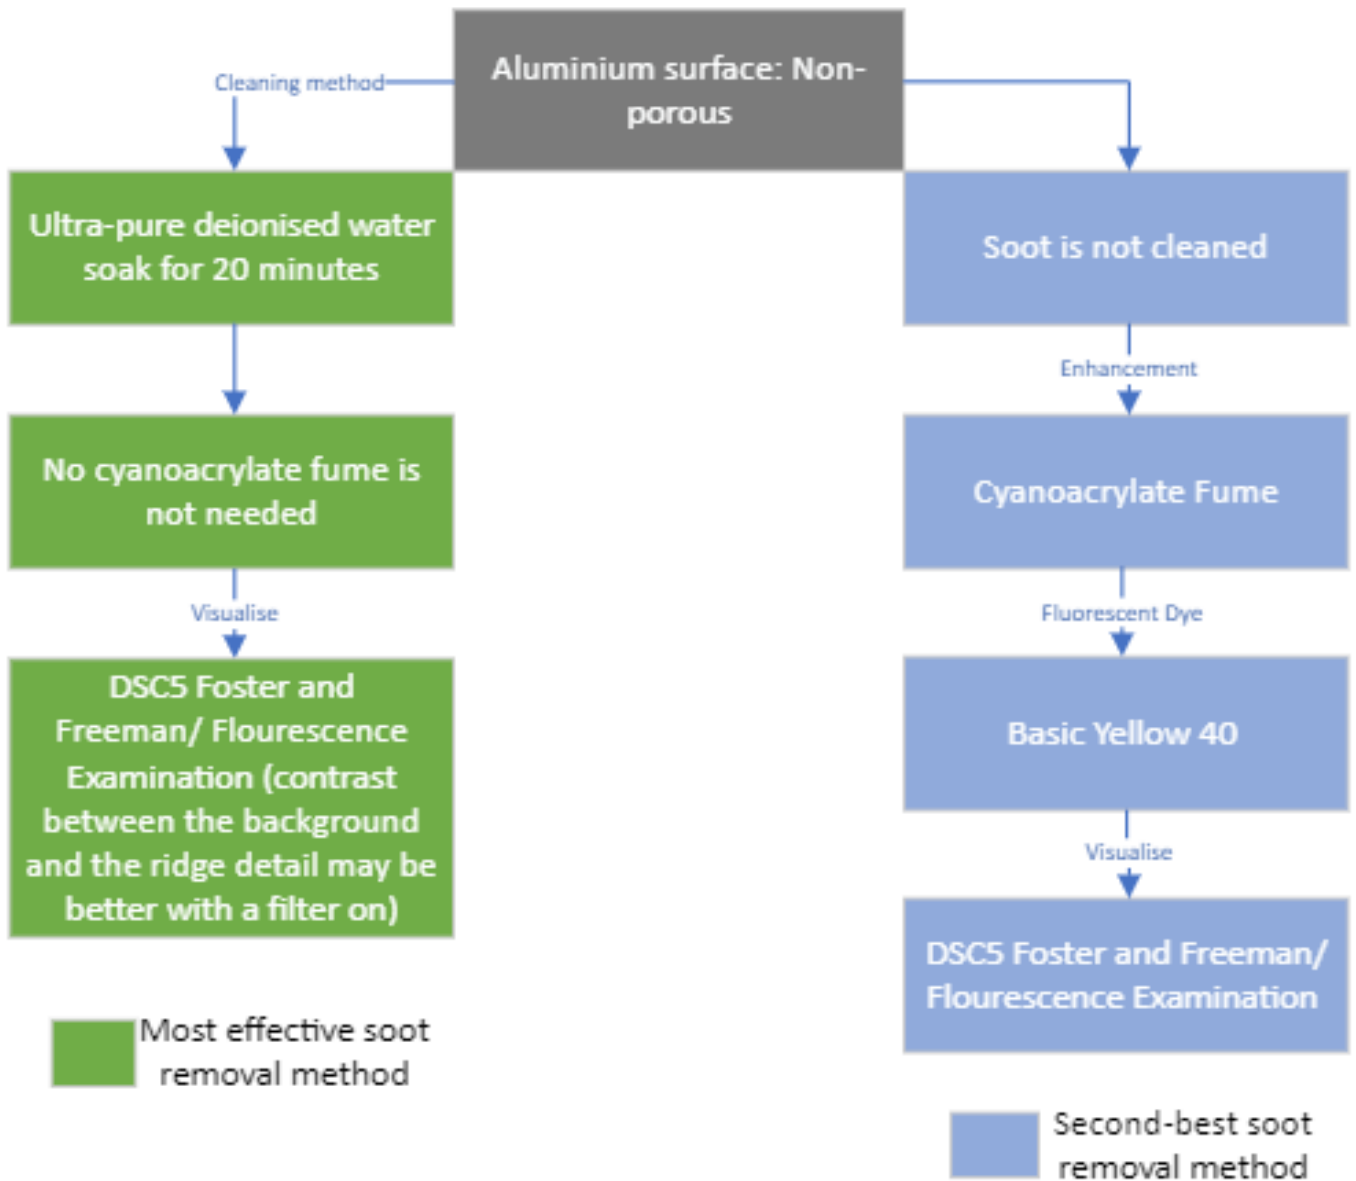 Aluminium surface: Non-
porous
Cleaning method
Ultra-pure deionised water
soak for 20 minutes
No cyanoacrylate fume is
not needed
Visualise
DSC5 Foster and
Freeman/ Flourescence
Examination (contrast
between the background
and the ridge detail may be
better with a filter on)
Most effective soot
removal method
Soot is not cleaned
Enhancement
Cyanoacrylate Fume
Fluorescent Dye
Basic Yellow 40
Visualise
DSC5 Foster and Freeman/
Flourescence Examination
Second-best soot
removal method